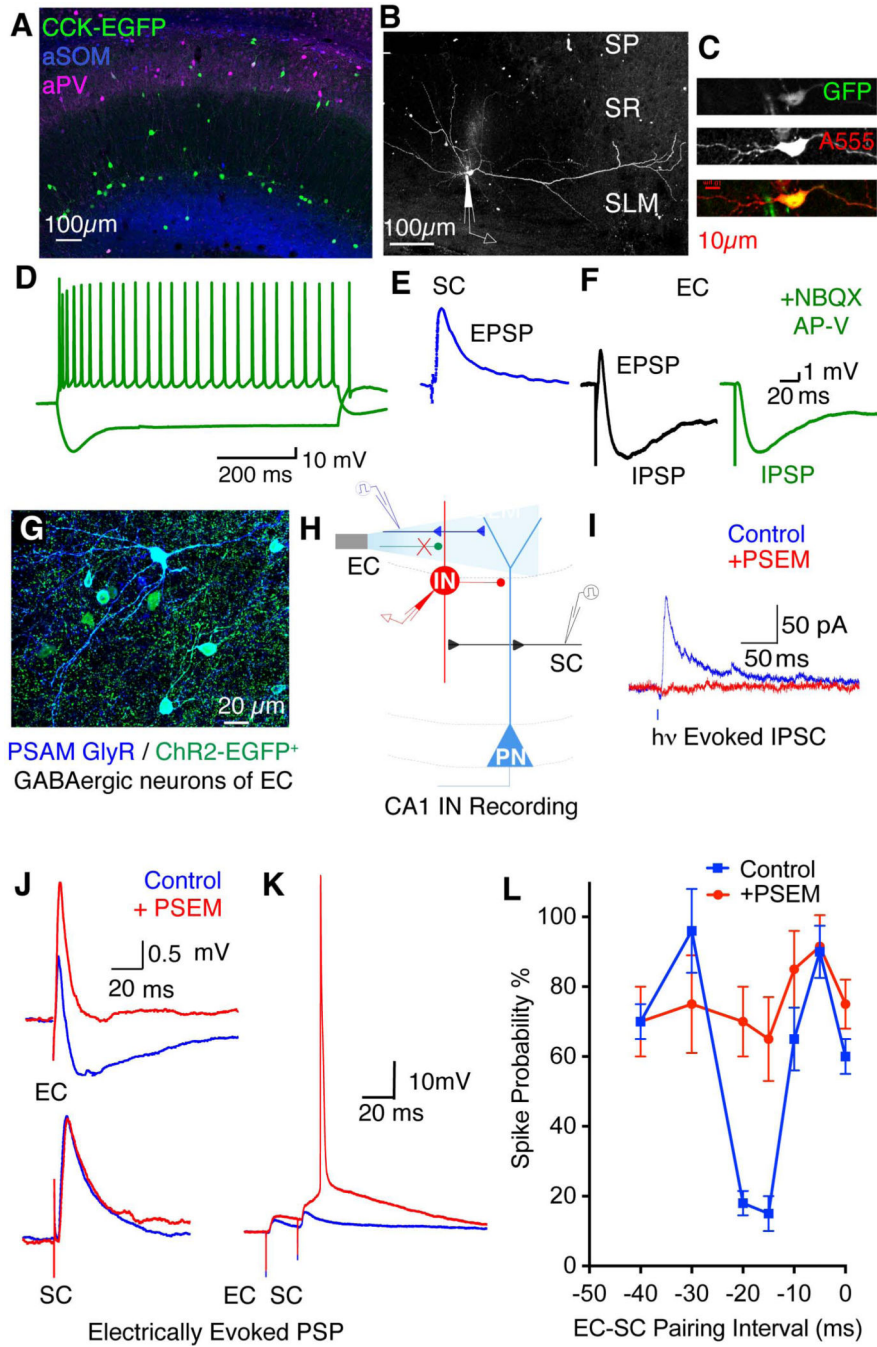 A
CCK-EGFP
aSOM
aPV
100µm
B
SP
SR
SLM
100µm
C
GFP
A555
10µm
D
10 mV
200 ms
E
SC
EPSP
F
EC
+NBQX
AP-V
EPSP
1 mV
20 ms
IPSP
IPSP
G
20 µm
PSAM GlyR / ChR2-EGFP+
GABAergic neurons of EC
H
EC
IN
SC
PN
CA1 IN Recording
I
Control
+PSEM
50 pA
50 ms
hν Evoked IPSC
J
Control
+ PSEM
0.5 mV
20 ms
EC
SC
K
10mV
20 ms
EC SC
Electrically Evoked PSP
L
Control
+PSEM
Spike Probability %
100
80
60
40
20
0
-50 -40 -30 -20 -10 0
EC-SC Pairing Interval (ms)